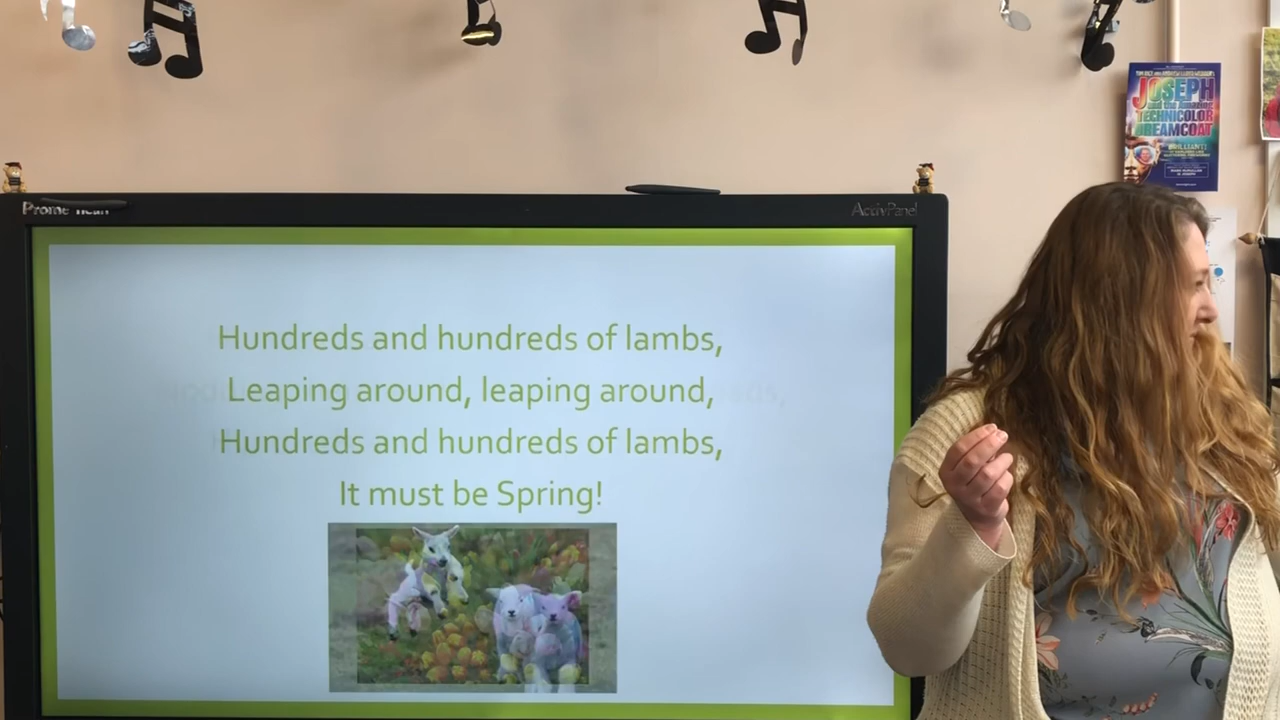 JOSEPH
TECHNICOLOR
DREAMCOAT
ActivPanel
Hundreds and hundreds of lambs,
Leaping around, leaping around,
Hundreds and hundreds of lambs,
It must be Spring!